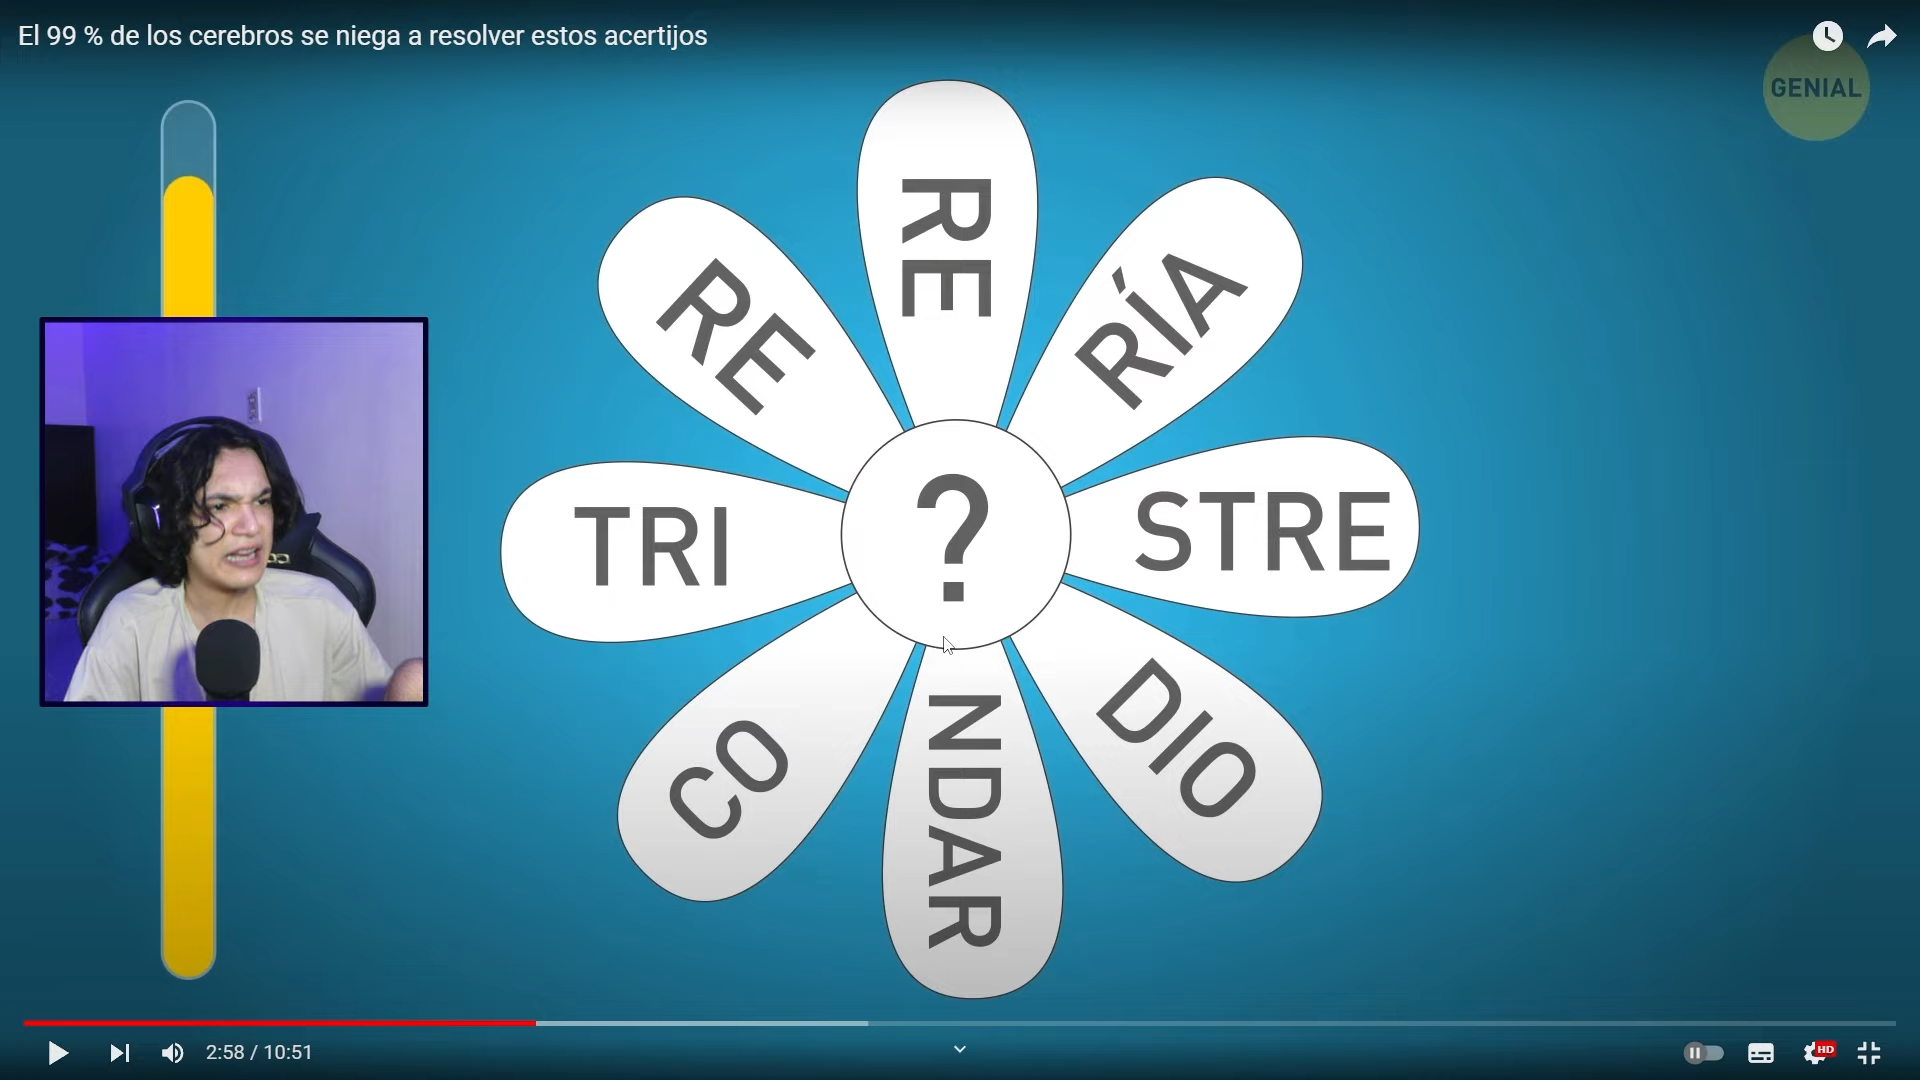 El 99 % de los cerebros se niega a resolver estos acertijos
GENIAL
RE
RÍA
RE
STRE
?
TRI
DIO
CO
NDAR
2:58 / 10:51
HD